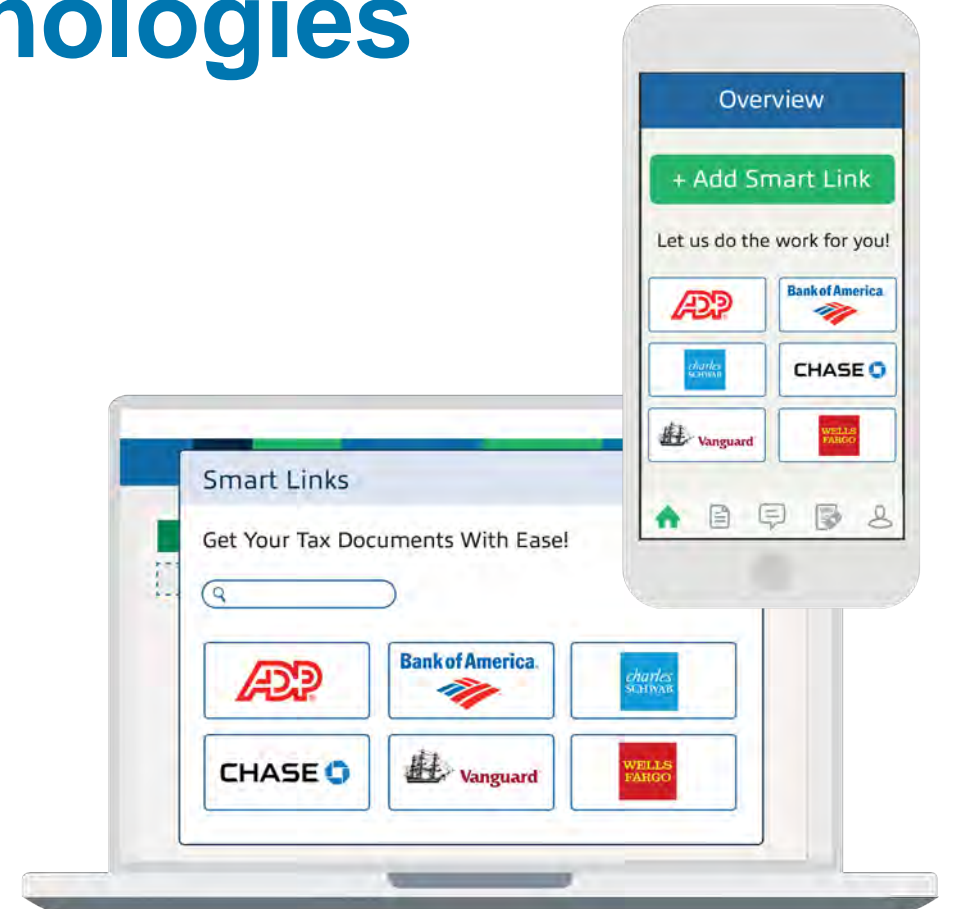 nologies
Overview
+ Add Smart Link
Let us do the work for you!
ADP
Bank of America
charles
SCHWAB
CHASE
Vanguard
WELLS
FARGO
Smart Links
Get Your Tax Documents With Ease!
ADP
Bank of America
charles
SCHWAB
CHASE
Vanguard
WELLS
FARGO